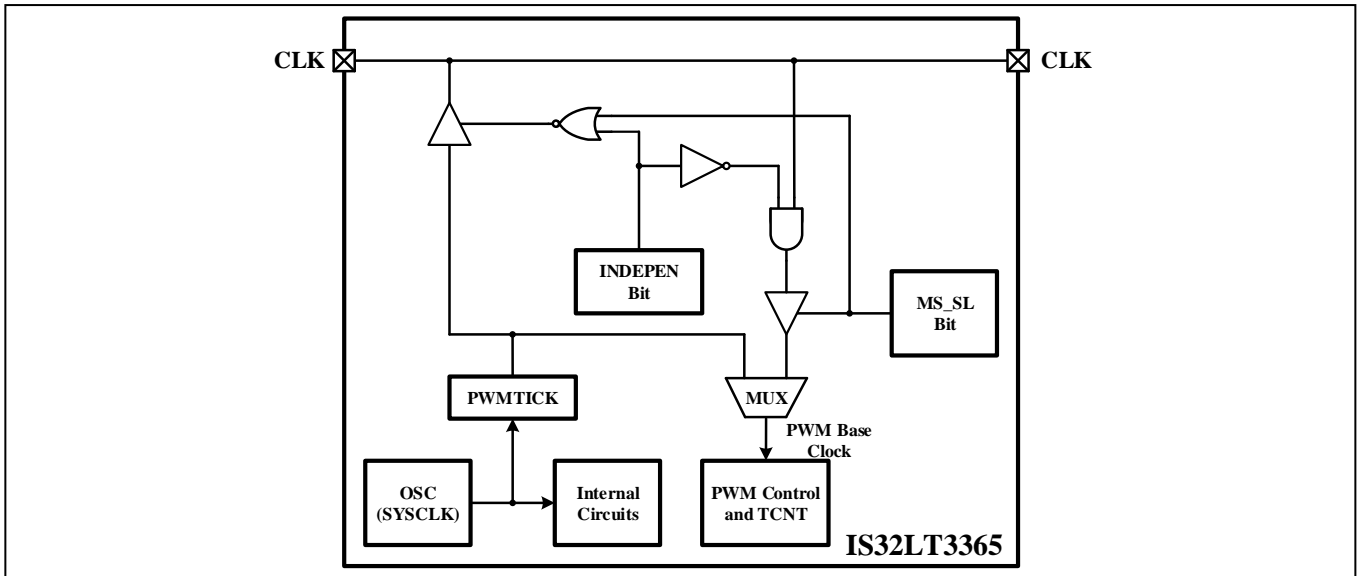 CLK
CLK
INDEPEN
Bit
MS_SL
Bit
PWMTICK
MUX
PWM Base
Clock
OSC
(SYSCLK)
Internal
Circuits
PWM Control
and TCNT
IS32LT3365